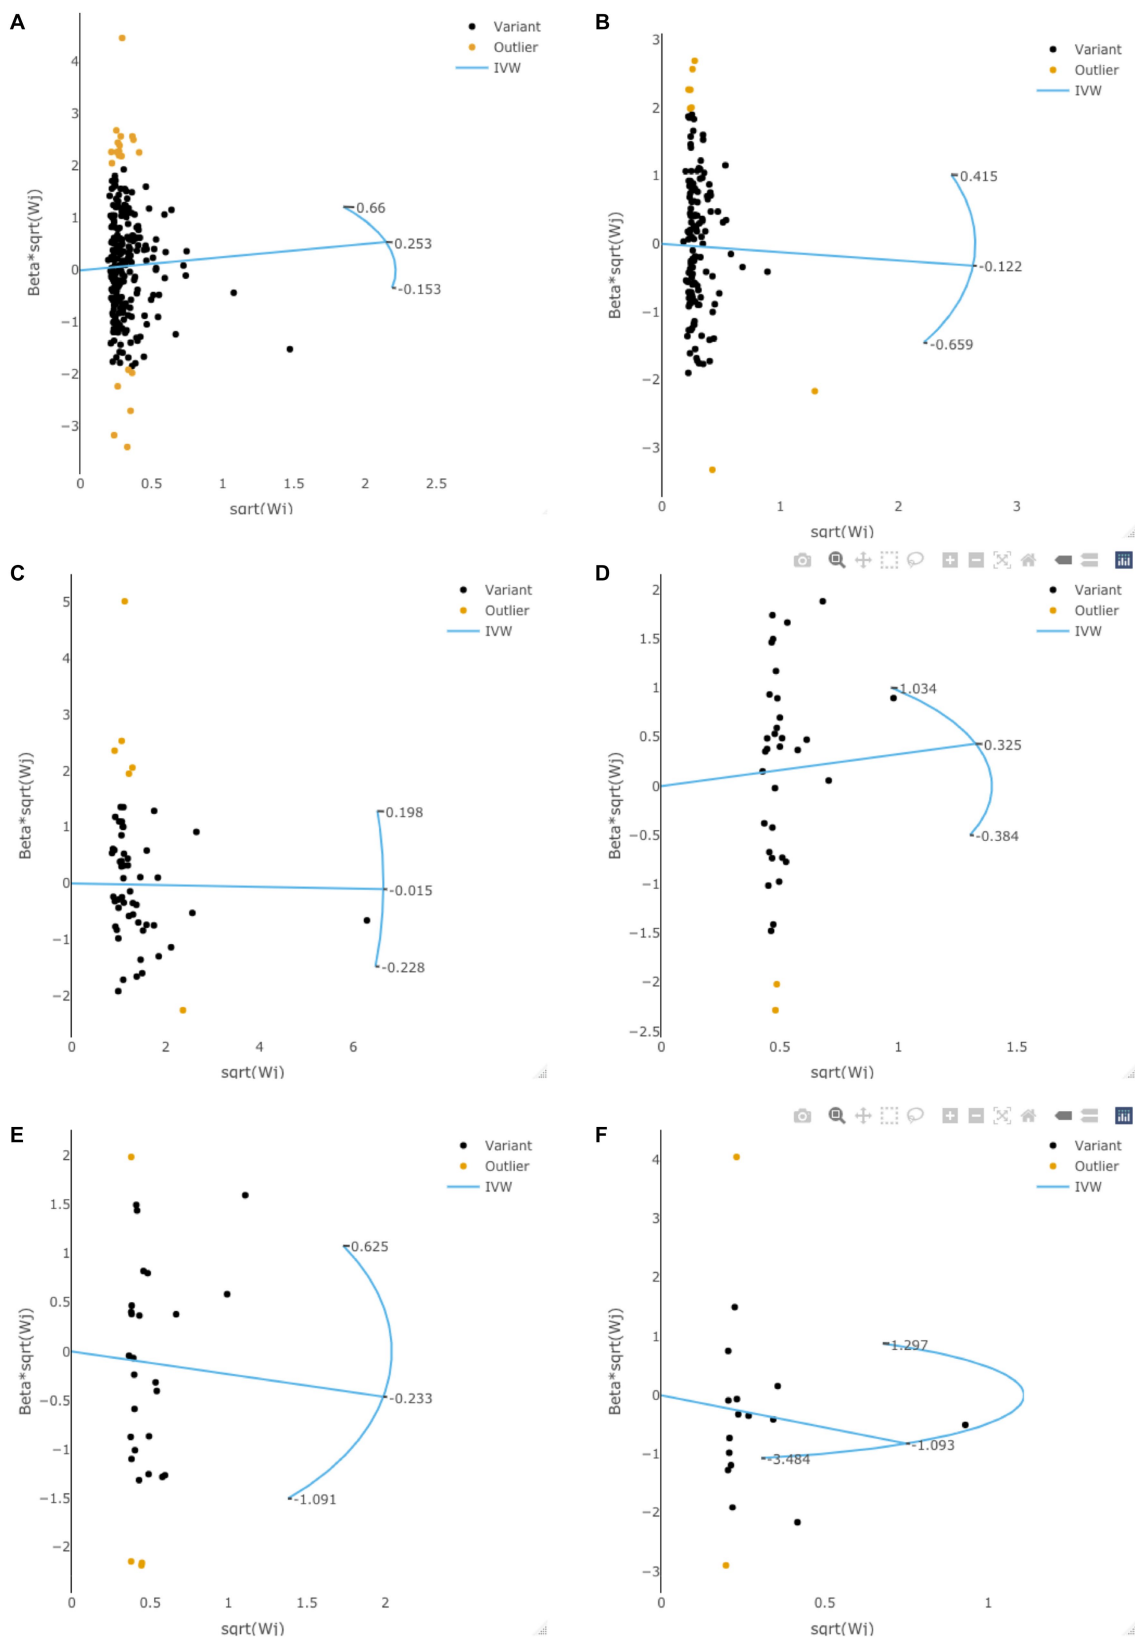 A
Variant
Outlier
IVW
4
3
2
1
0
−1
−2
−3
Beta*sqrt(Wj)
0.66
0.253
-0.153
0 0.5 1 1.5 2 2.5
sqrt(Wj)
B
Variant
Outlier
IVW
3
2
1
0
−1
−2
−3
Beta*sqrt(Wj)
0.415
-0.122
-0.659
0 1 2 3
sqrt(Wj)
C
Variant
Outlier
IVW
5
4
3
2
1
0
−1
−2
Beta*sqrt(Wj)
0.198
-0.015
-0.228
0 2 4 6
sqrt(Wj)
D
Variant
Outlier
IVW
2
1.5
1
0.5
0
−0.5
−1
−1.5
−2
−2.5
Beta*sqrt(Wj)
1.034
0.325
-0.384
0 0.5 1 1.5
sqrt(Wj)
E
Variant
Outlier
IVW
2
1.5
1
0.5
0
−0.5
−1
−1.5
−2
Beta*sqrt(Wj)
0.625
-0.233
-1.091
0 0.5 1 1.5 2
sqrt(Wj)
F
Variant
Outlier
IVW
4
3
2
1
0
−1
−2
−3
Beta*sqrt(Wj)
1.297
-1.093
-3.484
0 0.5 1
sqrt(Wj)